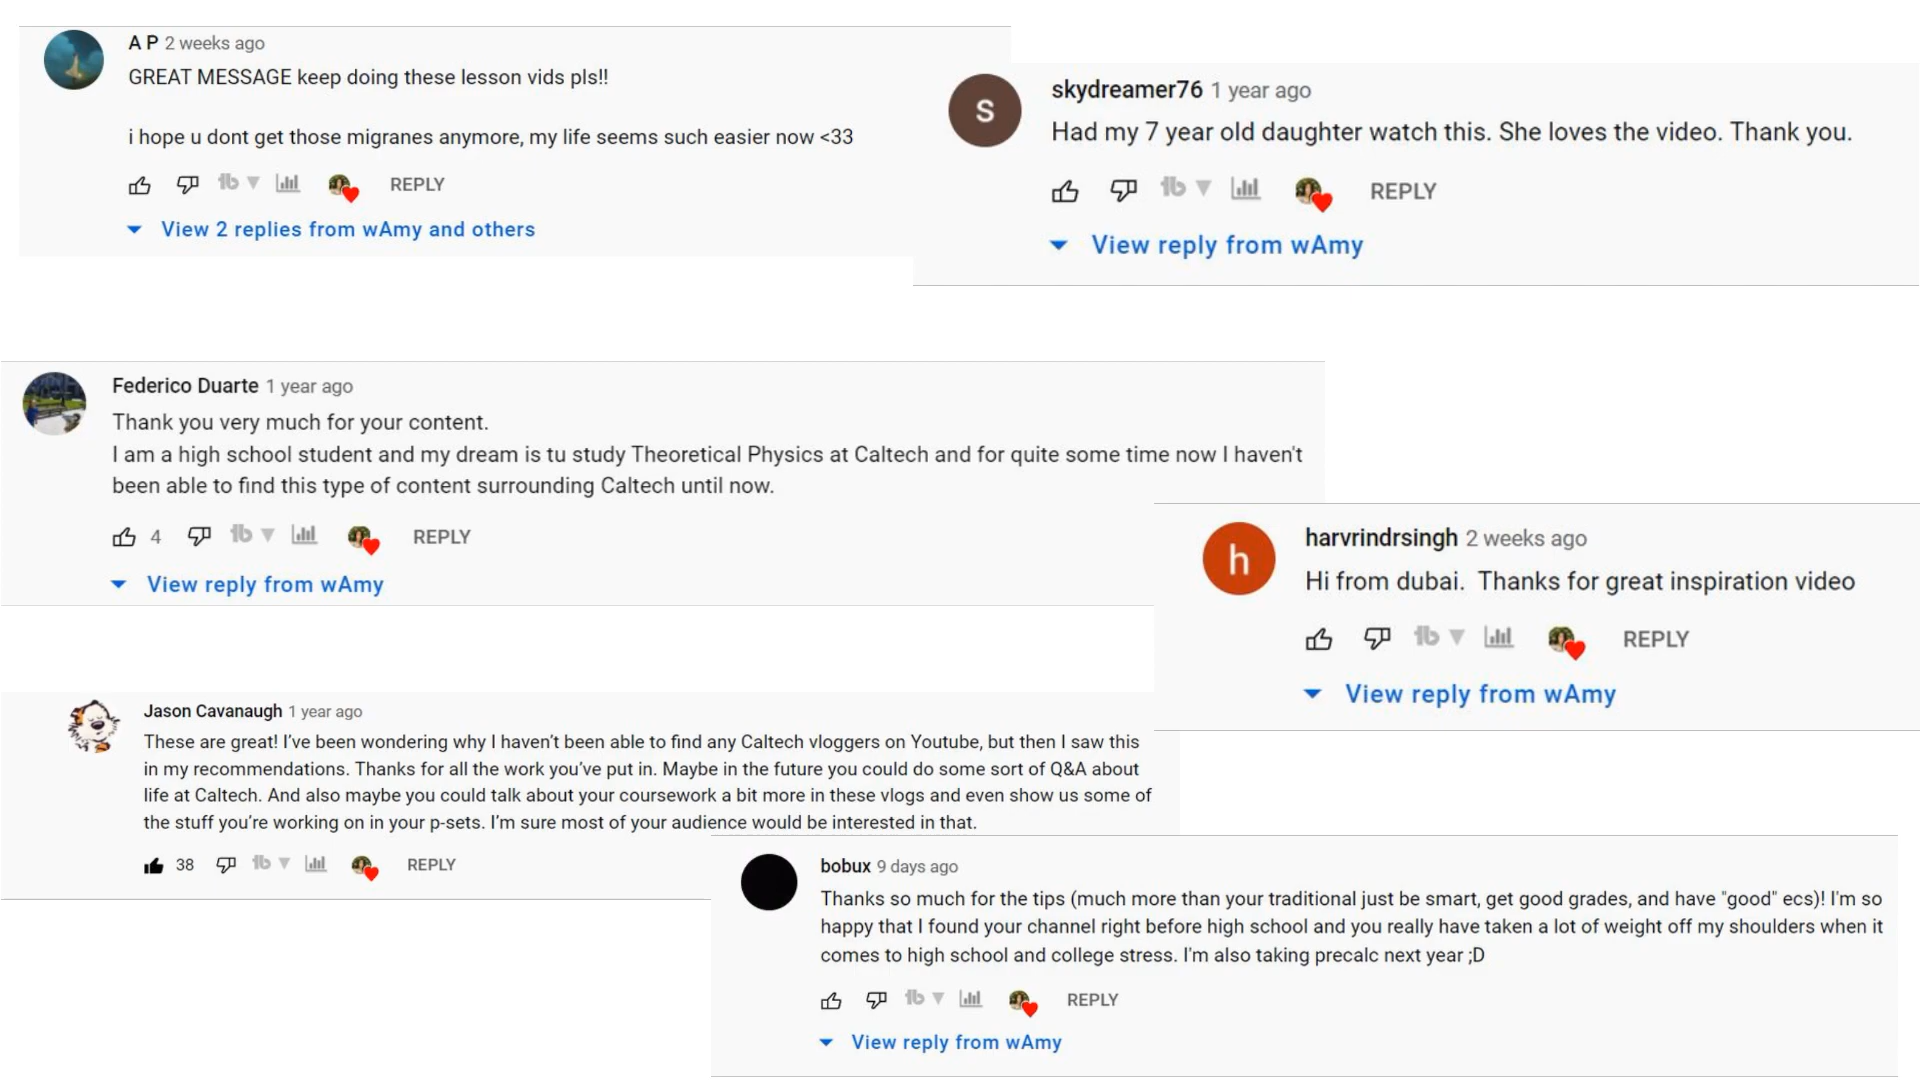 A P 2 weeks ago
GREAT MESSAGE keep doing these lesson vids pls!!
i hope u dont get those migranes anymore, my life seems such easier now <33
REPLY
View 2 replies from wAmy and others
S
skydreamer76 1 year ago
Had my 7 year old daughter watch this. She loves the video. Thank you.
REPLY
View reply from wAmy
Federico Duarte 1 year ago
Thank you very much for your content.
I am a high school student and my dream is tu study Theoretical Physics at Caltech and for quite some time now I haven't
been able to find this type of content surrounding Caltech until now.
4 REPLY
View reply from wAmy
h
harvrindrsingh 2 weeks ago
Hi from dubai. Thanks for great inspiration video
REPLY
View reply from wAmy
Jason Cavanaugh 1 year ago
These are great! I've been wondering why I haven't been able to find any Caltech vloggers on Youtube, but then I saw this
in my recommendations. Thanks for all the work you've put in. Maybe in the future you could do some sort of Q&A about
life at Caltech. And also maybe you could talk about your coursework a bit more in these vlogs and even show us some of
the stuff you're working on in your p-sets. I'm sure most of your audience would be interested in that.
38 REPLY
bobux 9 days ago
Thanks so much for the tips (much more than your traditional just be smart, get good grades, and have "good" ecs)! I'm so
happy that I found your channel right before high school and you really have taken a lot of weight off my shoulders when it
comes to high school and college stress. I'm also taking precalc next year ;D
REPLY
View reply from wAmy